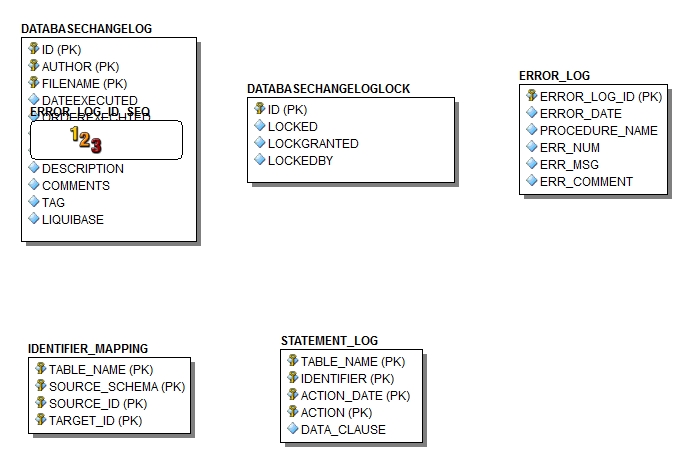 DATABASECHANGELOG
ID (PK)
AUTHOR (PK)
FILENAME (PK)
DATEEXECUTED
ORDEREXECUTED
ERROR_LOG_ID_SEQ
123
DESCRIPTION
COMMENTS
TAG
LIQUIBASE
DATABASECHANGELOGLOCK
ID (PK)
LOCKED
LOCKGRANTED
LOCKEDBY
ERROR_LOG
ERROR_LOG_ID (PK)
ERROR_DATE
PROCEDURE_NAME
ERR_NUM
ERR_MSG
ERR_COMMENT
IDENTIFIER_MAPPING
TABLE_NAME (PK)
SOURCE_SCHEMA (PK)
SOURCE_ID (PK)
TARGET_ID (PK)
STATEMENT_LOG
TABLE_NAME (PK)
IDENTIFIER (PK)
ACTION_DATE (PK)
ACTION (PK)
DATA_CLAUSE